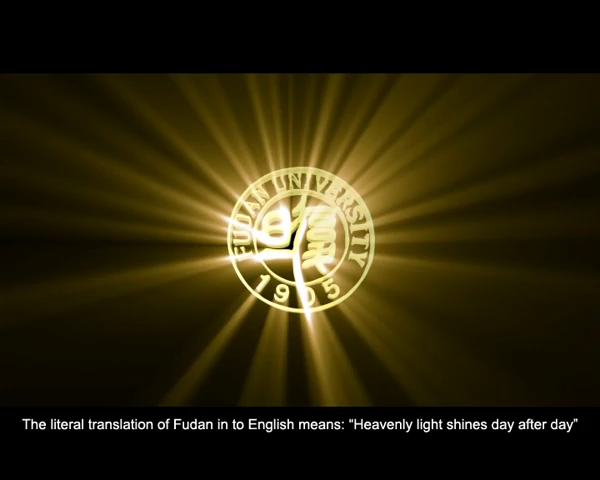 FUDAN UNIVERSITY
1905
The literal translation of Fudan in to English means: “Heavenly light shines day after day”